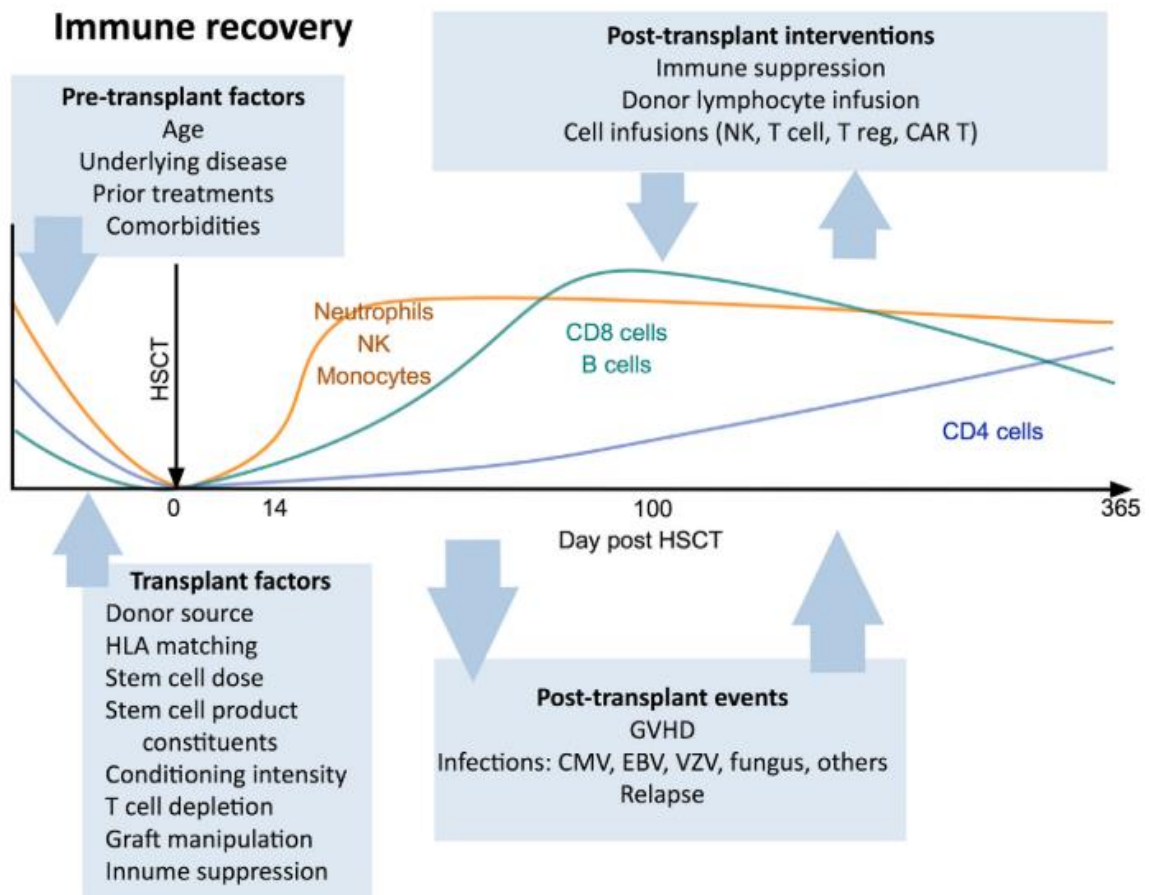 Immune recovery
Pre-transplant factors
Age
Underlying disease
Prior treatments
Comorbidities
Post-transplant interventions
Immune suppression
Donor lymphocyte infusion
Cell infusions (NK, T cell, T reg, CAR T)
HSCT
Neutrophils
NK
Monocytes
CD8 cells
B cells
CD4 cells
0
14
100
365
Day post HSCT
Transplant factors
Donor source
HLA matching
Stem cell dose
Stem cell product
constituents
Conditioning intensity
T cell depletion
Graft manipulation
Innume suppression
Post-transplant events
GVHD
Infections: CMV, EBV, VZV, fungus, others
Relapse